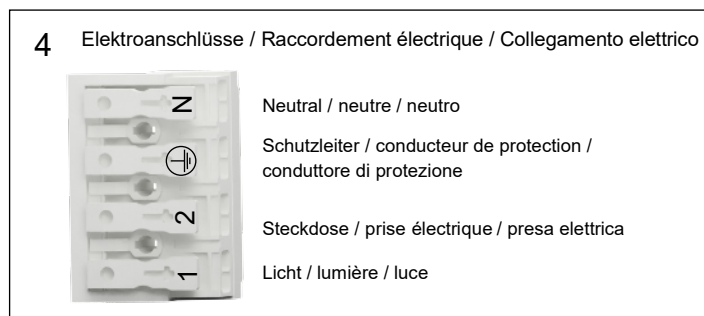 4 Elektroanschlüsse / Raccordement électrique / Collegamento elettrico
N Neutral / neutre / neutro
Schutzleiter / conducteur de protection /
conduttore di protezione
2 Steckdose / prise électrique / presa elettrica
1 Licht / lumière / luce